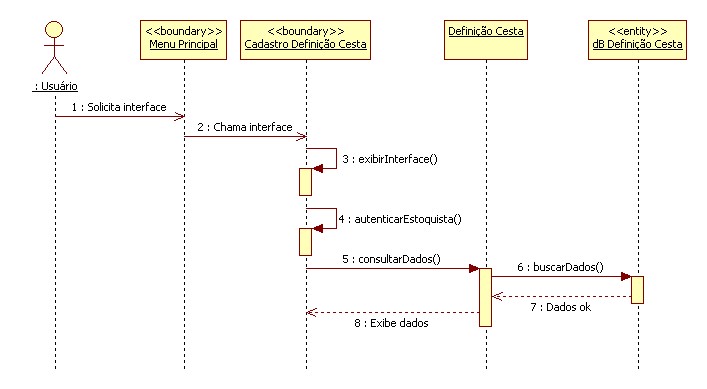 <<boundary>>
Menu Principal
<<boundary>>
Cadastro Definição Cesta
Definição Cesta
<<entity>>
dB Definição Cesta
: Usuário
1 : Solicita interface
2 : Chama interface
3 : exibirInterface()
4 : autenticarEstoquista()
5 : consultarDados()
6 : buscarDados()
7 : Dados ok
8 : Exibe dados